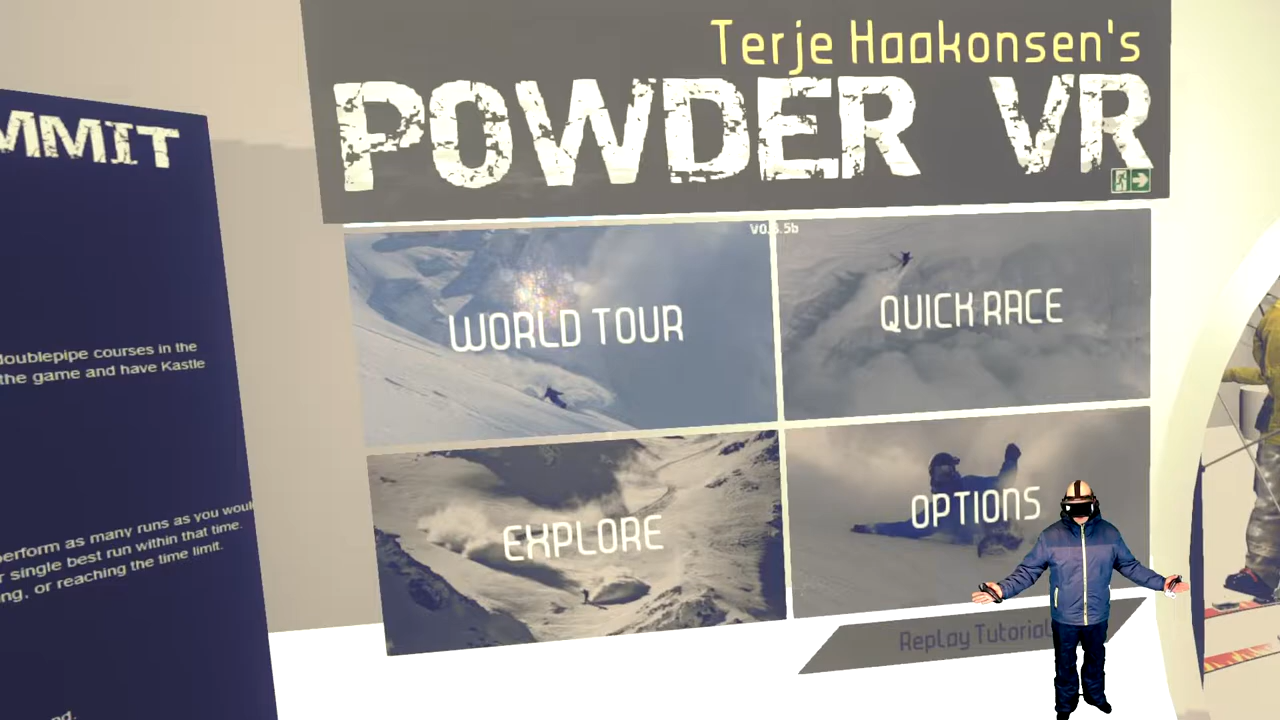 MMIT
doublepipe courses in the
the game and have Kastle
perform as many runs as you would
single best run within that time.
ng, or reaching the time limit.
Terje Haakonsen's
POWDER VR
WORLD TOUR
QUICK RACE
EXPLORE
OPTIONS
Replay Tutorial